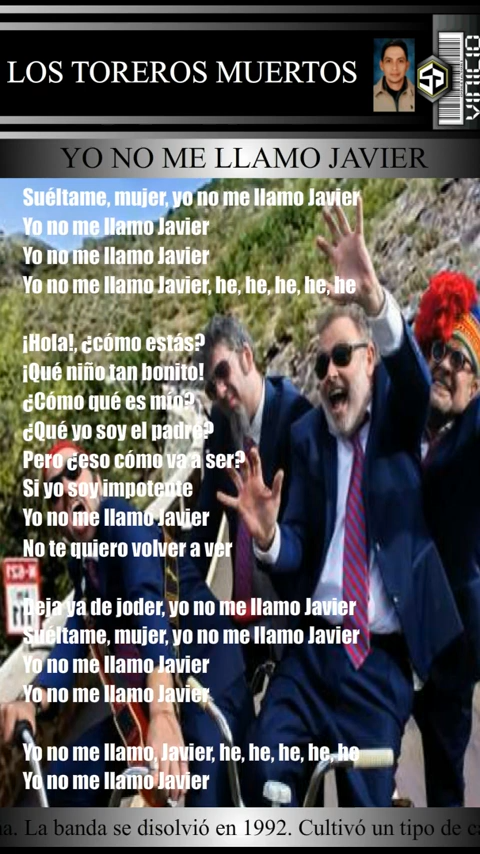 LOS TOREROS MUERTOS
VINICIO
YO NO ME LLAMO JAVIER
Suéltame, mujer, yo no me llamo Javier
Yo no me llamo Javier
Yo no me llamo Javier
Yo no me llamo Javier, he, he, he, he, he
¡Hola!, ¿cómo estás?
¡Qué niño tan bonito!
¿Cómo qué es mío?
¿Qué yo soy el padre?
Pero ¿eso cómo va a ser?
Si yo soy impotente
Yo no me llamo Javier
No te quiero volver a ver
Deja ya de joder, yo no me llamo Javier
Suéltame, mujer, yo no me llamo Javier
Yo no me llamo Javier
Yo no me llamo Javier
Yo no me llamo, Javier, he, he, he, he, he
Yo no me llamo Javier
na. La banda se disolvió en 1992. Cultivó un tipo de ca